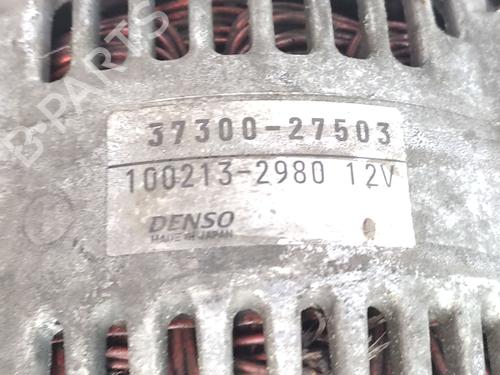 37300-27503
100213-2980 12V
DENSO
MADE IN JAPAN
B-PARTS